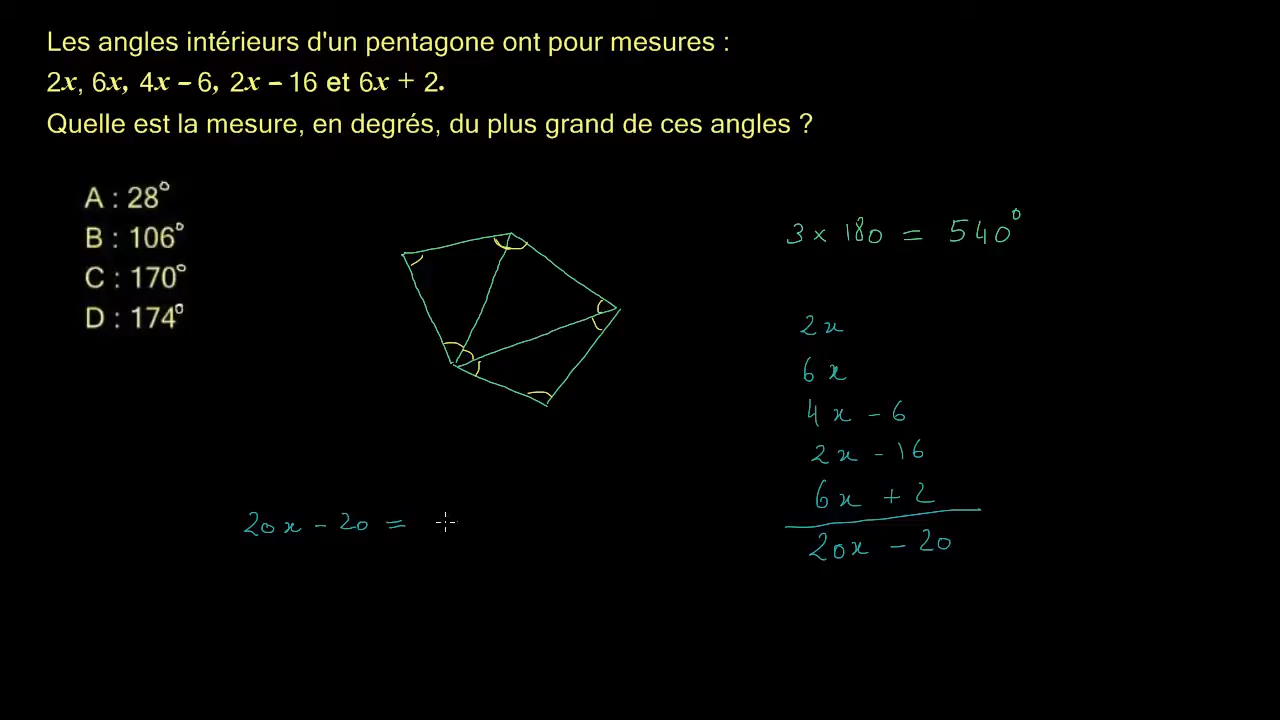 Les angles intérieurs d'un pentagone ont pour mesures :
2x, 6x, 4x – 6, 2x – 16 et 6x + 2.
Quelle est la mesure, en degrés, du plus grand de ces angles ?
A : 28°
B : 106°
C : 170°
D : 174°
3 × 180 = 540°
2x
6x
4x - 6
2x - 16
6x + 2
20x - 20
20x - 20 =